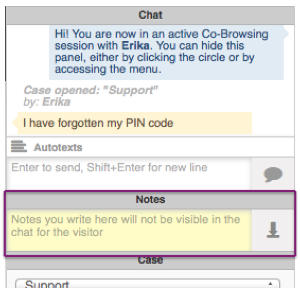 Chat
Hi! You are now in an active Co-Browsing
session with Erika. You can hide this
panel, either by clicking the circle or by
accessing the menu.
Case opened: "Support"
by: Erika
I have forgotten my PIN code
Autotexts
Enter to send, Shift+Enter for new line
Notes
Notes you write here will not be visible in the
chat for the visitor
Case
Support